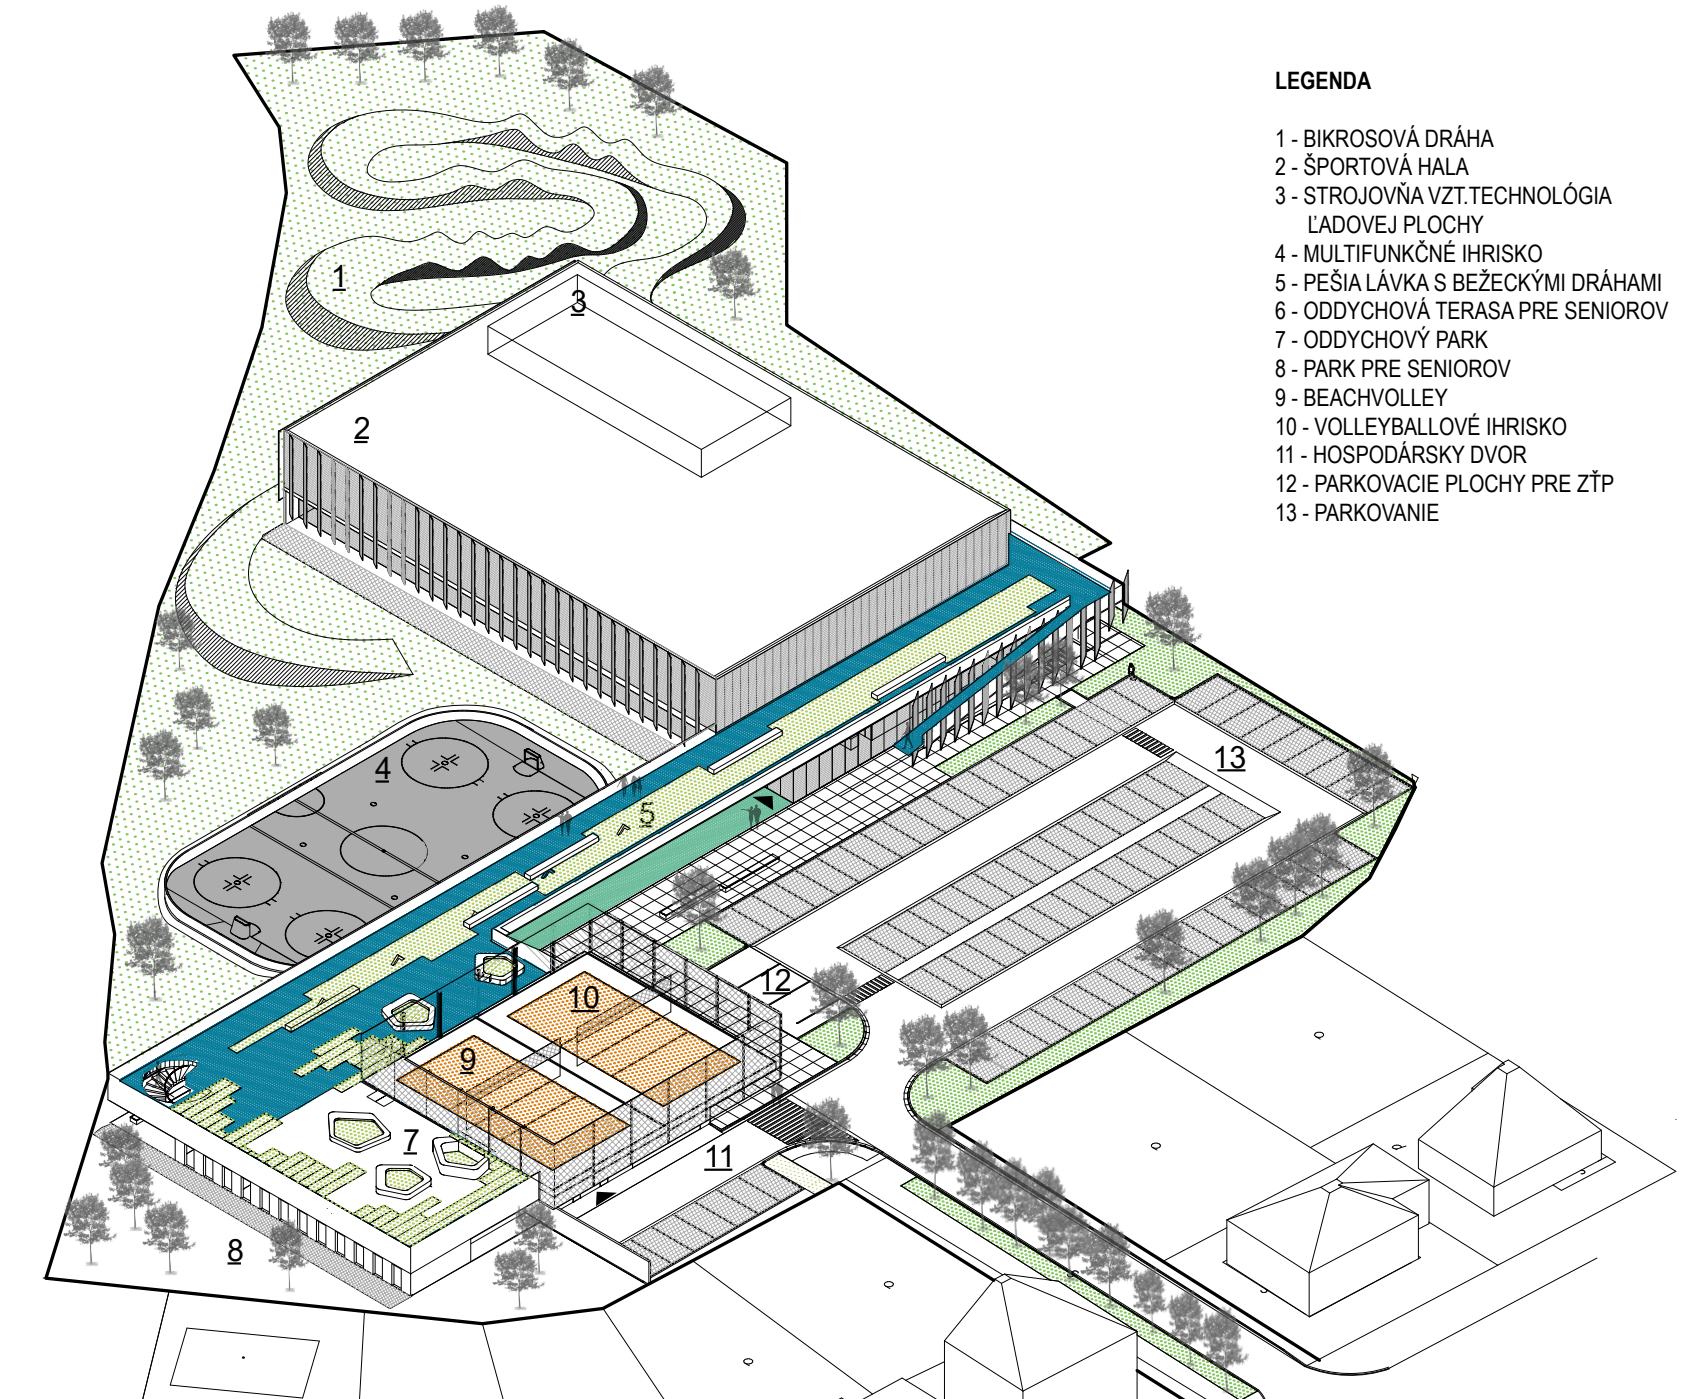 LEGENDA
1 - BIKROSOVÁ DRÁHA
2 - ŠPORTOVÁ HALA
3 - STROJOVŇA VZT.TECHNOLÓGIA
ĽADOVEJ PLOCHY
4 - MULTIFUNKČNÉ IHRISKO
5 - PEŠIA LÁVKA S BEŽECKÝMI DRÁHAMI
6 - ODDYCHOVÁ TERASA PRE SENIOROV
7 - ODDYCHOVÝ PARK
8 - PARK PRE SENIOROV
9 - BEACHVOLLEY
10 - VOLLEYBALLOVÉ IHRISKO
11 - HOSPODÁRSKY DVOR
12 - PARKOVACIE PLOCHY PRE ZŤP
13 - PARKOVANIE
1
3
2
4
13
5
12
10
9
7
11
8